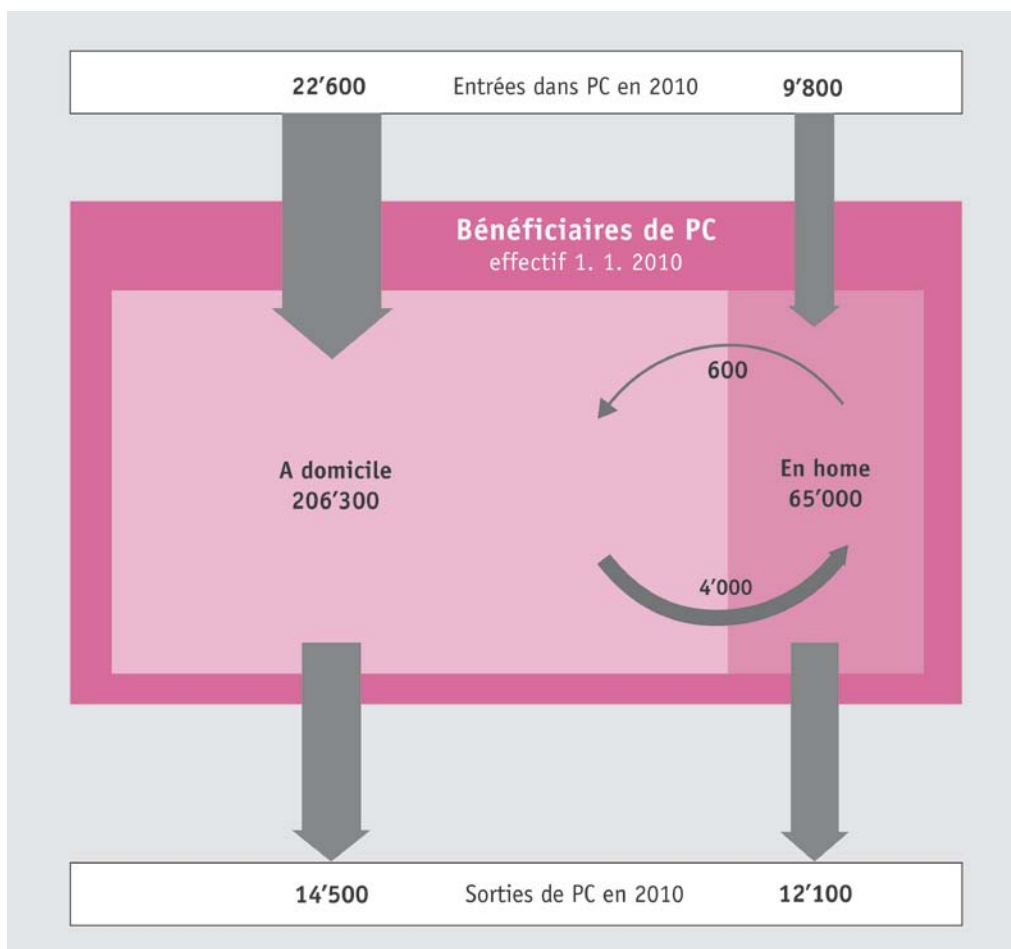 22’600 Entrées dans PC en 2010 9’800
Bénéficiaires de PC
effectif 1. 1. 2010
600
A domicile
206’300
En home
65’000
4’000
14’500 Sorties de PC en 2010 12’100